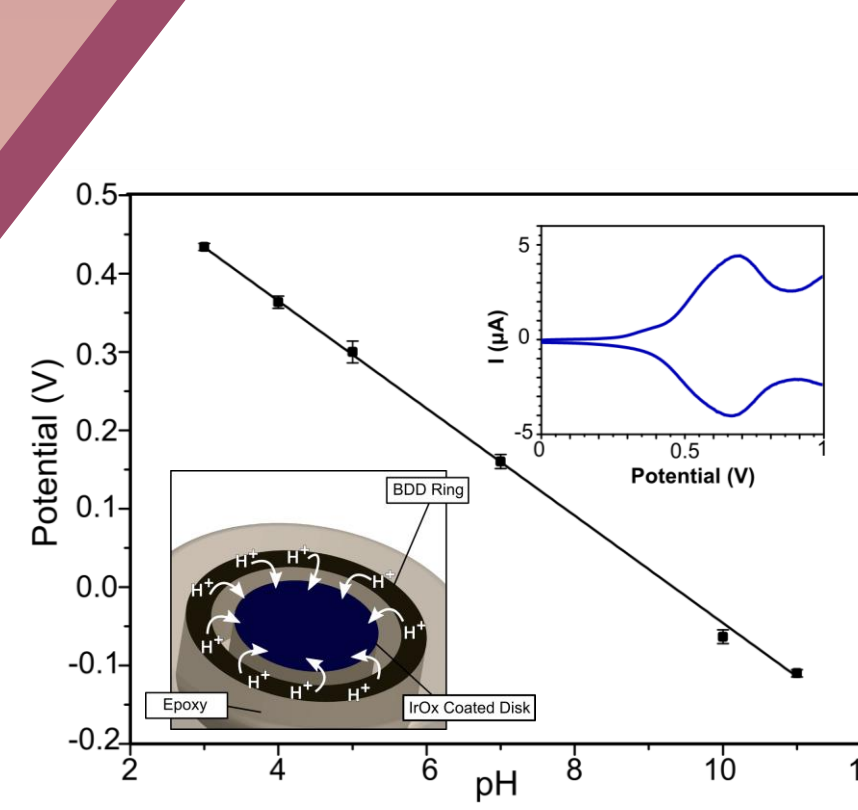 0.5
0.4
0.3
0.2
0.1
0.0
-0.1
-0.2
Potential (V)
2
4
6
8
10
1
pH
5
0
-5
I (µA)
0
0.5
1
Potential (V)
BDD Ring
H+
H+
H+
H+
H+
H+
H+
H+
H+
Epoxy
IrOx Coated Disk